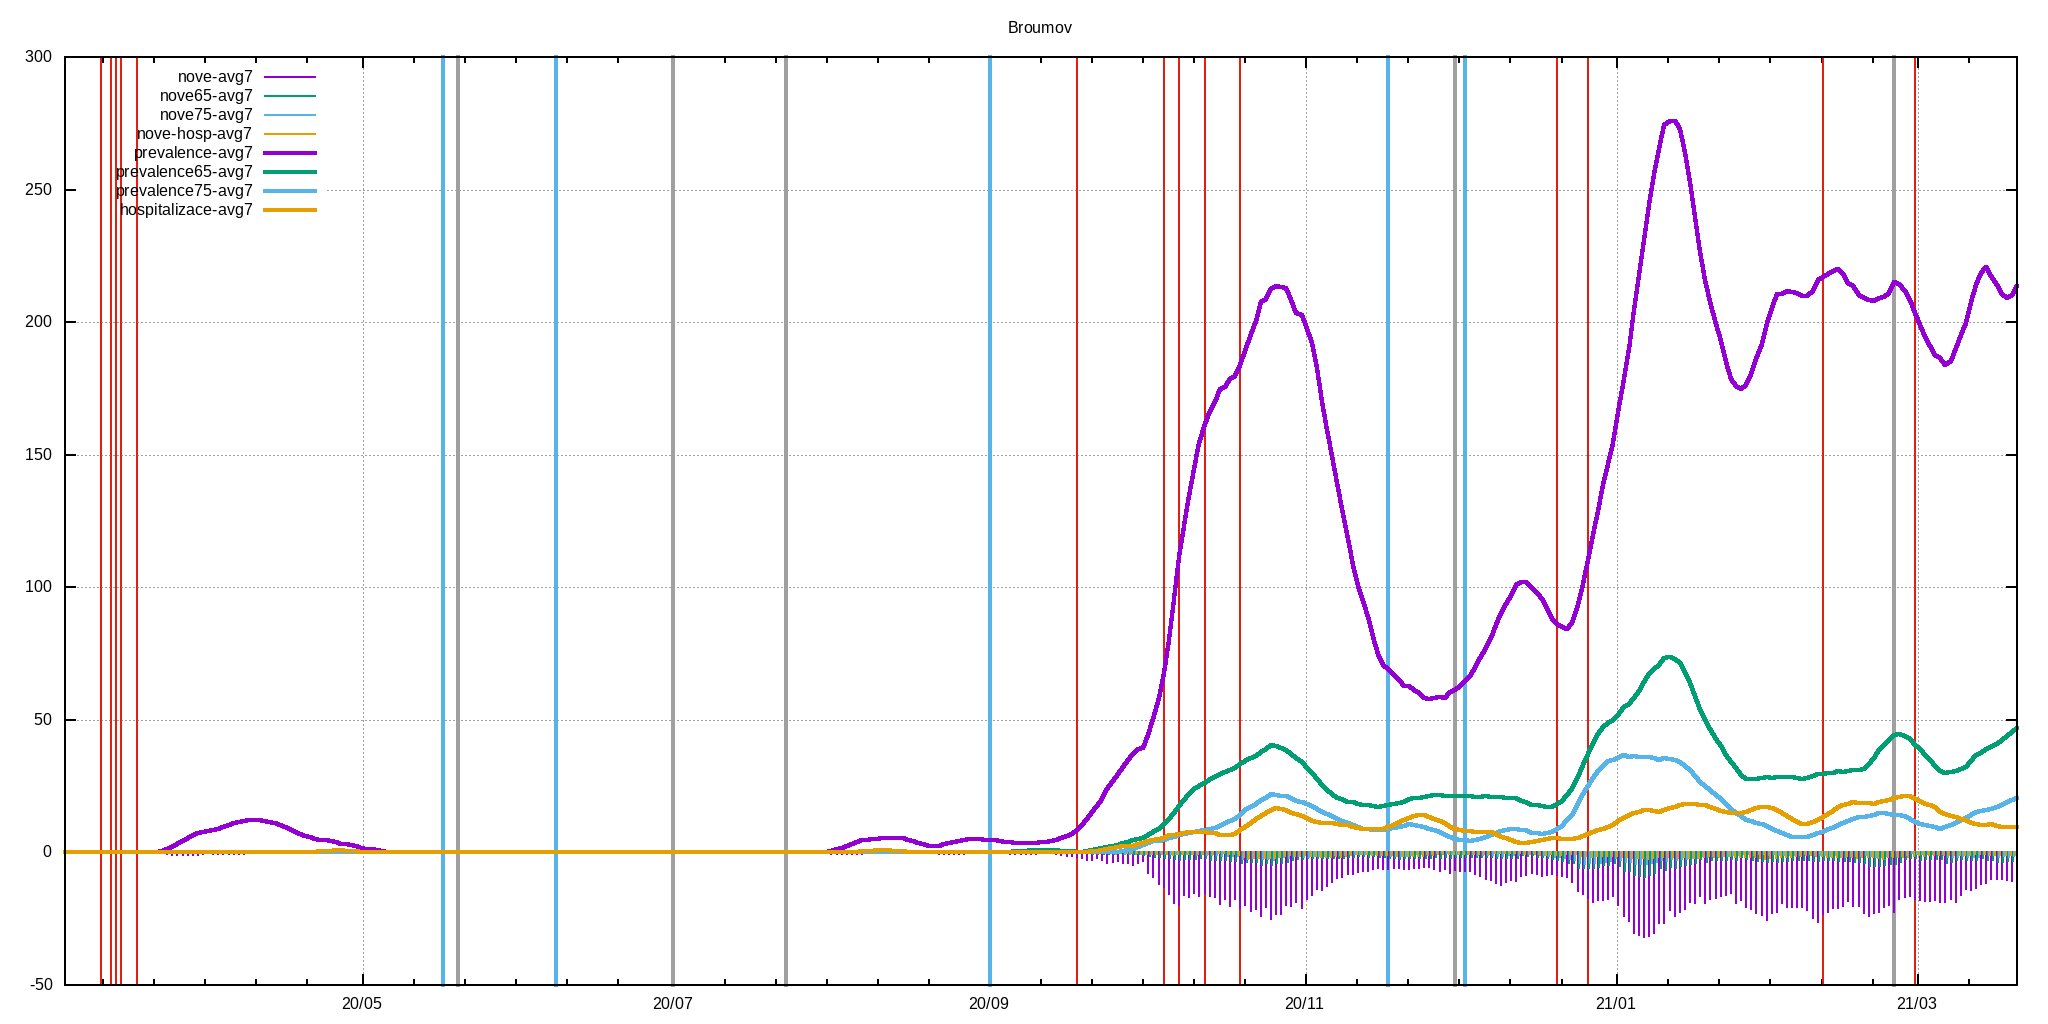 Broumov
300
nove-avg7
nove65-avg7
nove75-avg7
nove-hosp-avg7
prevalence-avg7
prevalence65-avg7
prevalence75-avg7
hospitalizace-avg7
250
200
150
100
50
0
-50
20/05 20/07 20/09 20/11 21/01 21/03